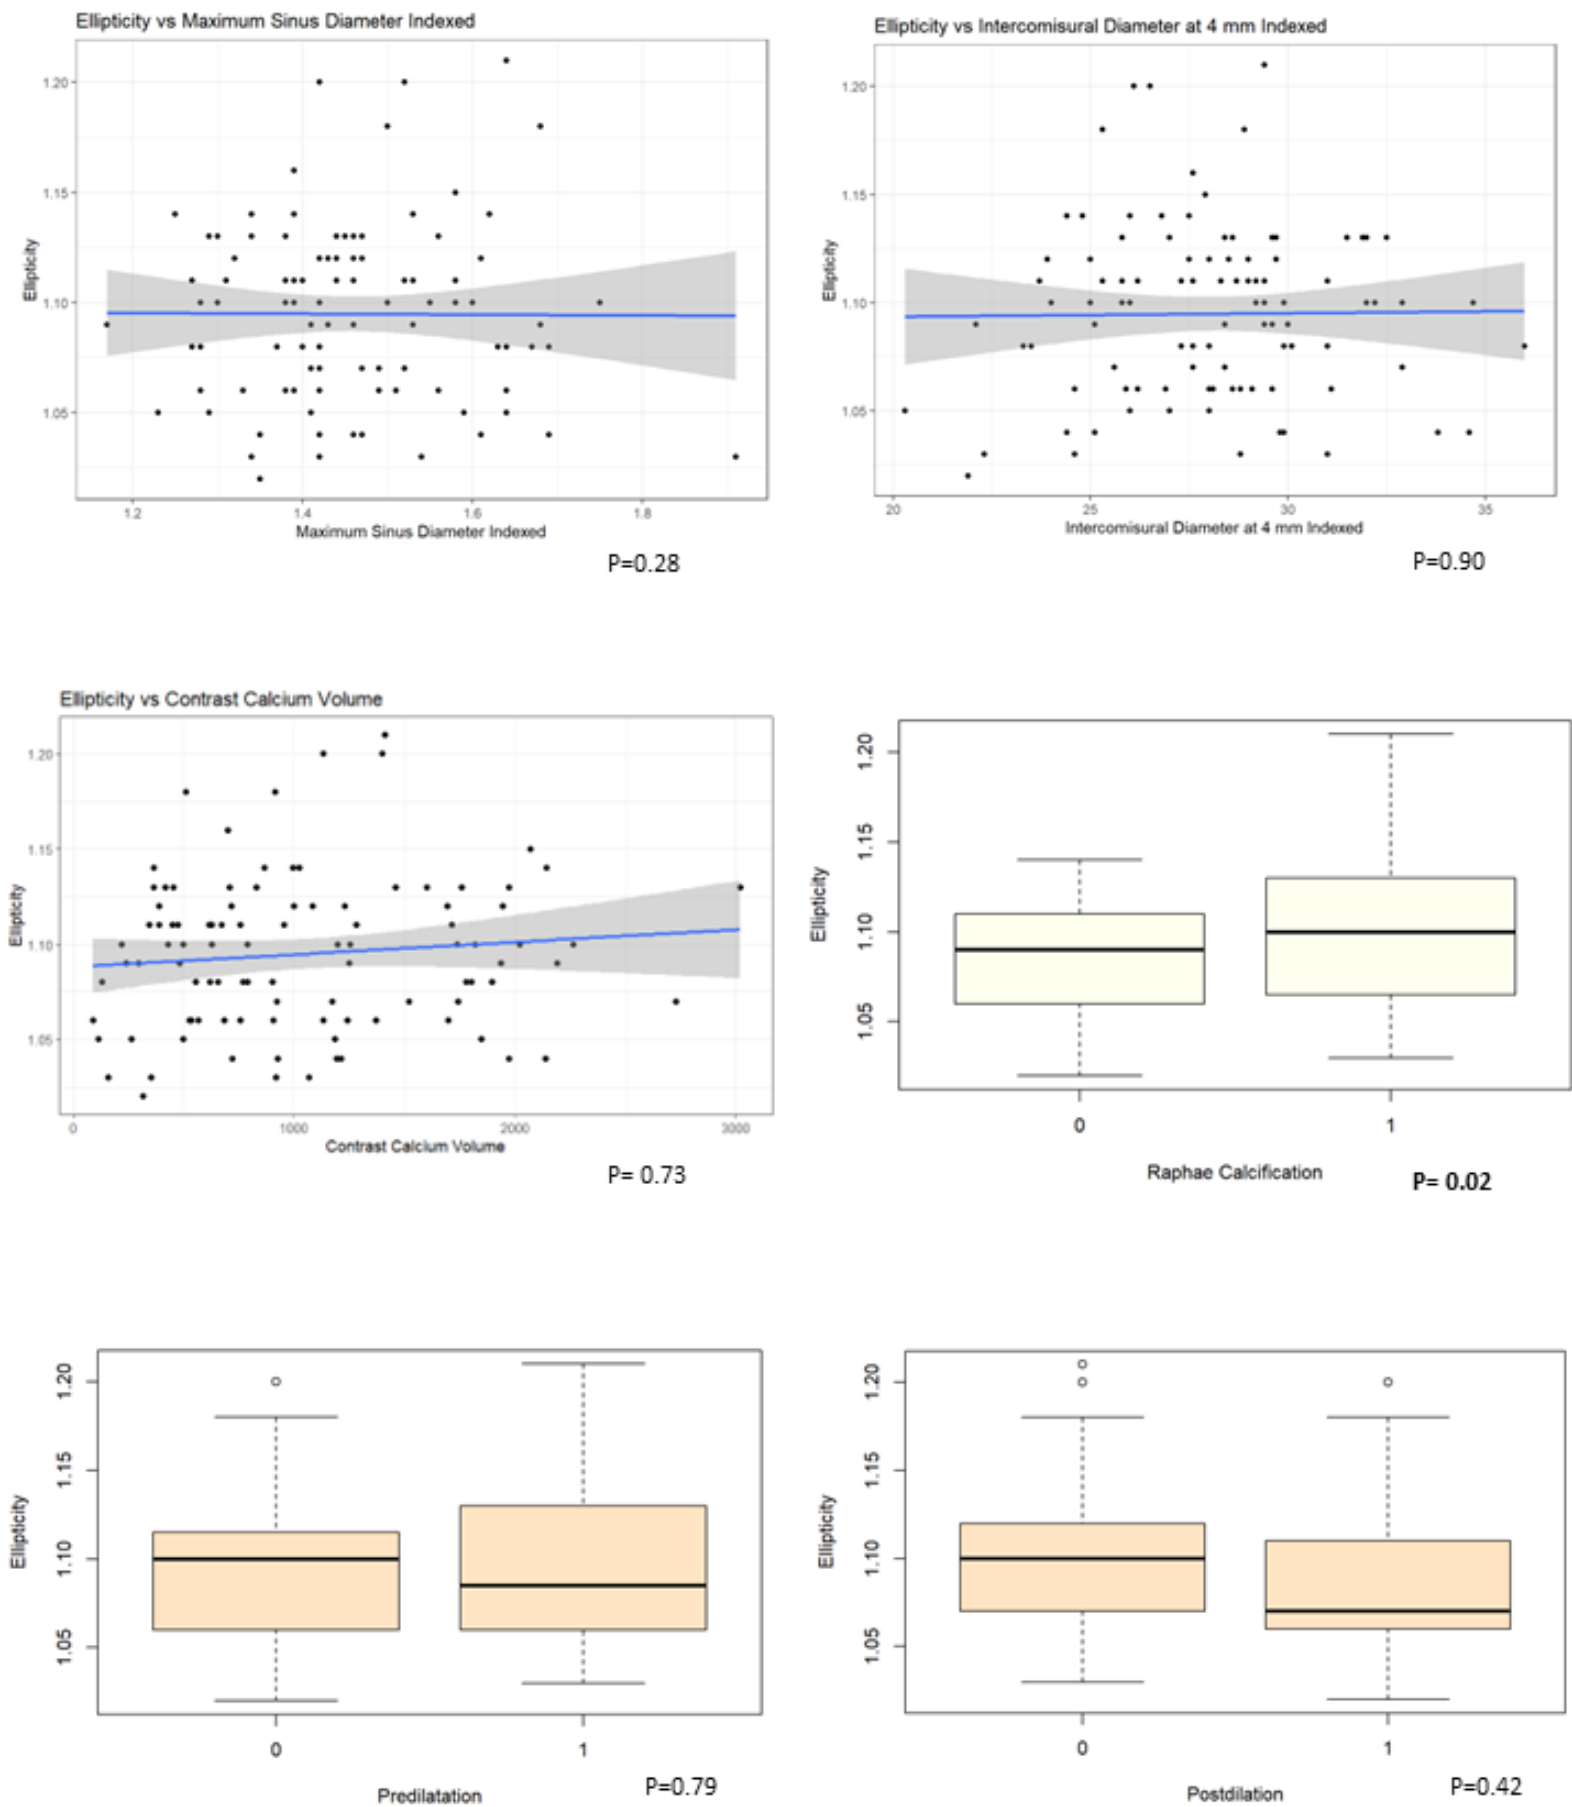 Ellipticity vs Maximum Sinus Diameter Indexed
1.20
1.15
1.10
1.05
Ellipticity
1.2 1.4 1.6 1.8
Maximum Sinus Diameter Indexed
P=0.28
Ellipticity vs Intercomisural Diameter at 4 mm Indexed
1.20
1.15
1.10
1.05
Ellipticity
20 25 30 35
Intercomisural Diameter at 4 mm Indexed
P=0.90
Ellipticity vs Contrast Calcium Volume
1.20
1.15
1.10
1.05
Ellipticity
0 1000 2000 3000
Contrast Calcium Volume
P= 0.73
1.20
1.15
1.10
1.05
Ellipticity
0 1
Raphae Calcification
P= 0.02
1.20
1.15
1.10
1.05
Ellipticity
0 1
Predilatation
P=0.79
1.20
1.15
1.10
1.05
Ellipticity
0 1
Postdilation
P=0.42